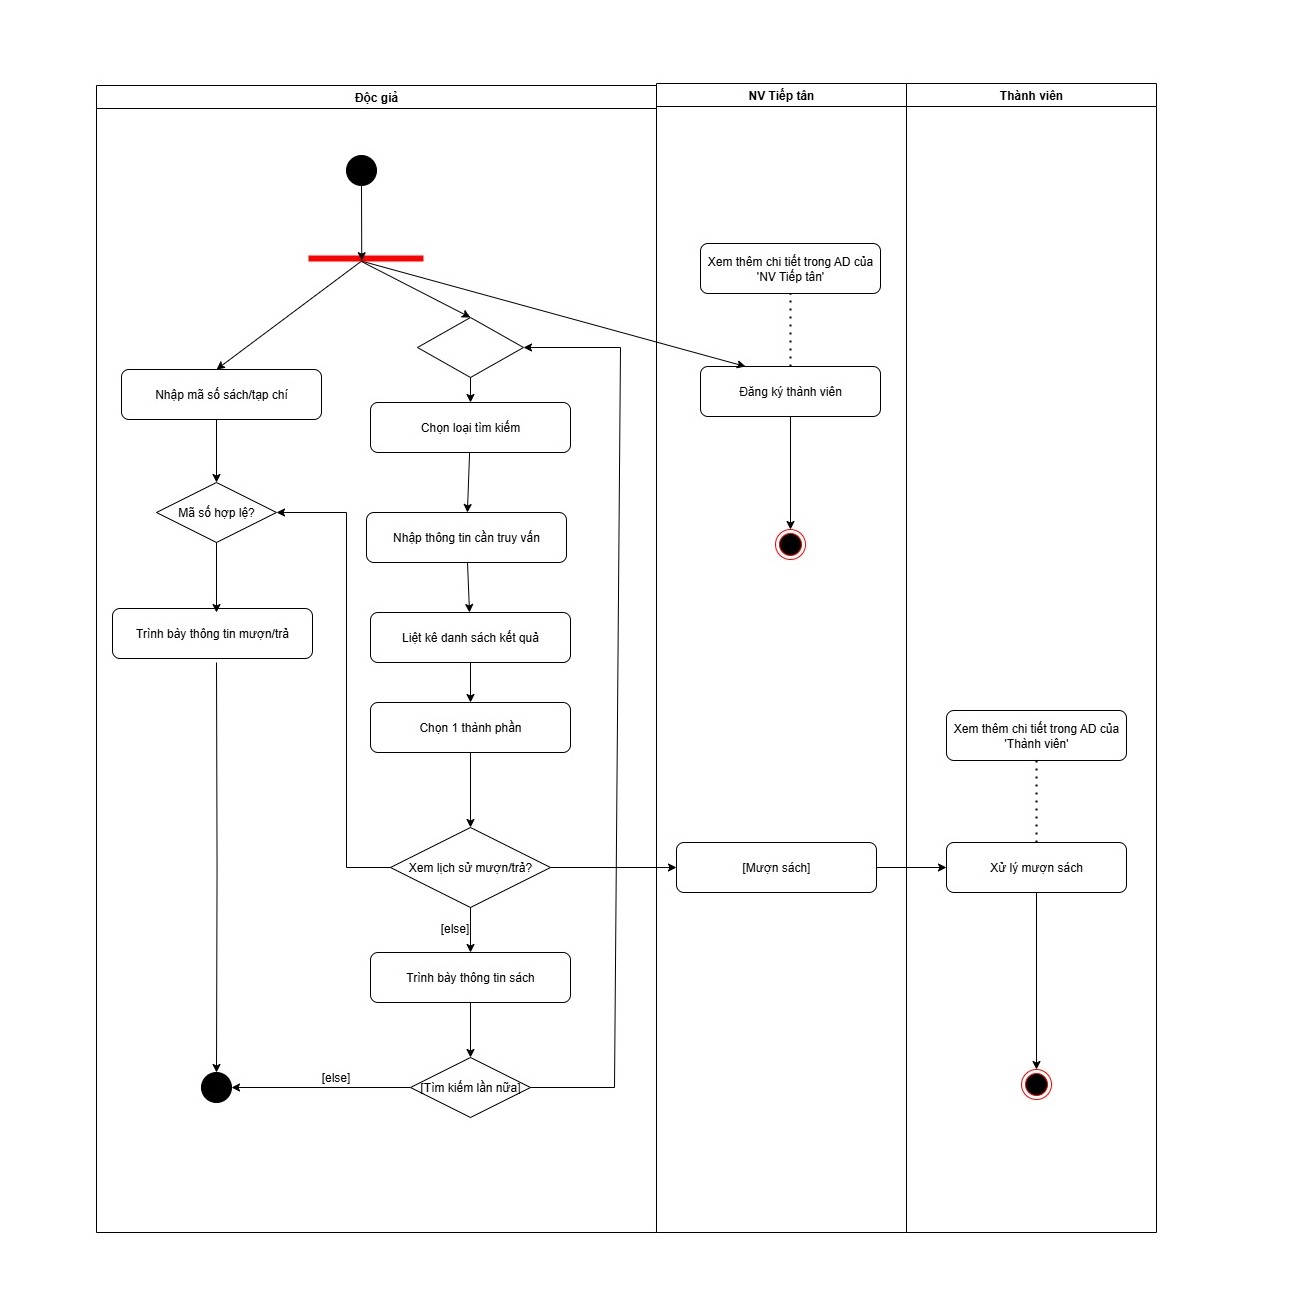 Độc giả
NV Tiếp tân
Thành viên
Xem thêm chi tiết trong AD của
'NV Tiếp tân'
Nhập mã số sách/tạp chí
Đăng ký thành viên
Chọn loại tìm kiếm
Mã số hợp lệ?
Nhập thông tin cần truy vấn
Trình bảy thông tin mượn/trả
Liệt kê danh sách kết quả
Chọn 1 thành phần
Xem thêm chi tiết trong AD của
'Thành viên'
Xem lịch sử mượn/trả?
[Mượn sách]
Xử lý mượn sách
[else]
Trình bảy thông tin sách
[else]
[Tìm kiếm lần nữa]